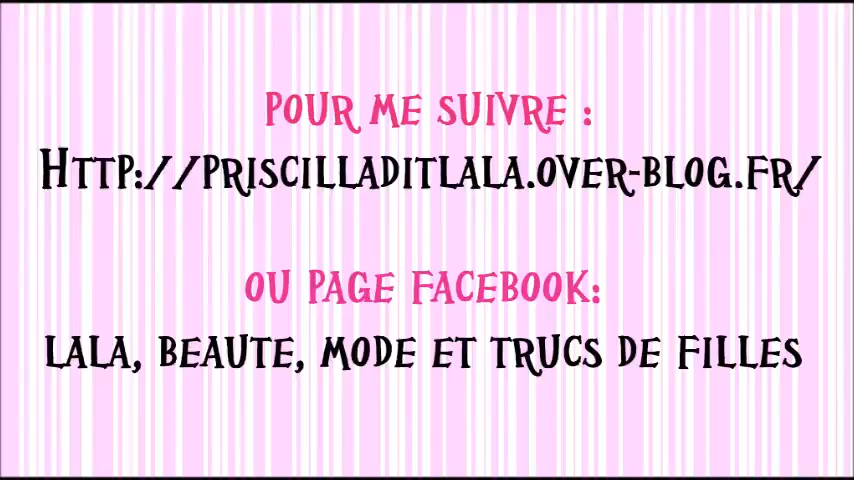 POUR ME SUIVRE :
HTTP://PRISCILLADITLALA.OVER-BLOG.FR/
OU PAGE FACEBOOK:
LALA, BEAUTE, MODE ET TRUCS DE FILLES